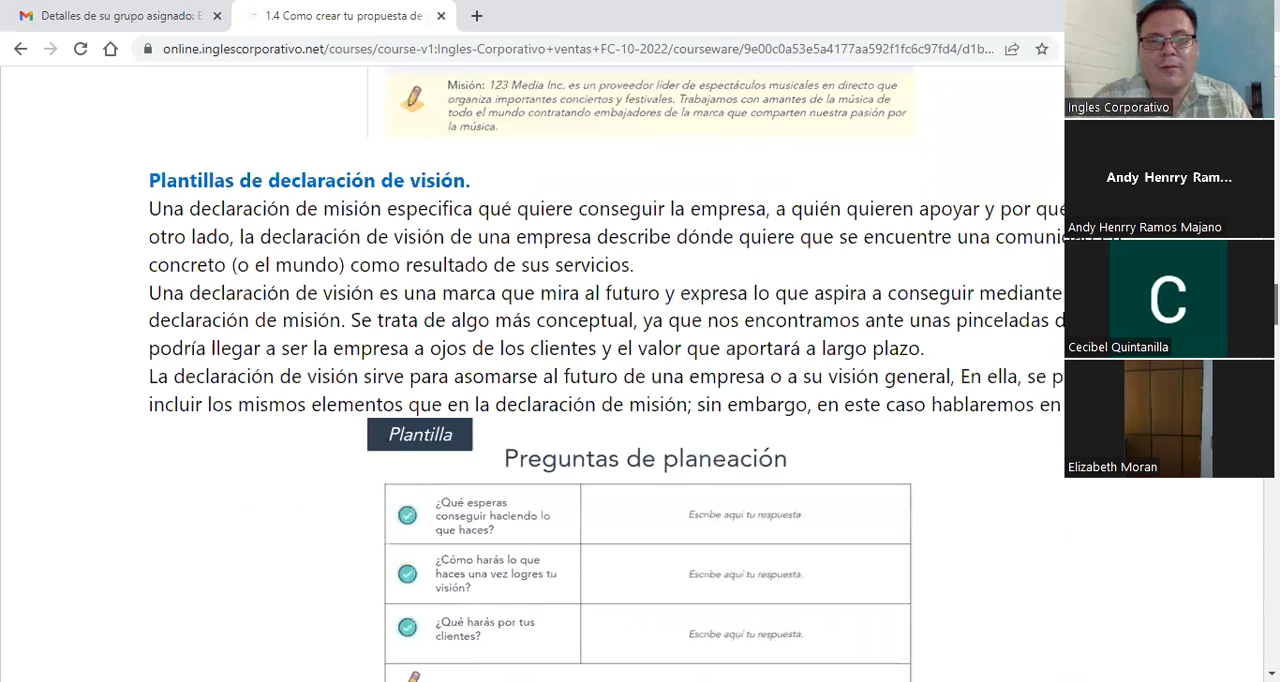 Detalles de su grupo asignado: E
1.4 Como crear tu propuesta de
online.inglescorporativo.net/courses/course-v1:Ingles-Corporativo+ventas+FC-10-2022/courseware/9e00c0a53e5a4177aa592f1fc6c97fd4/d1b...
Misión: 123 Media Inc. es un proveedor líder de espectáculos musicales en directo que
organiza importantes conciertos y festivales. Trabajamos con amantes de la música de
todo el mundo contratando embajadores de la marca que comparten nuestra pasión por
la música.
Plantillas de declaración de visión.
Una declaración de misión especifica qué quiere conseguir la empresa, a quién quieren apoyar y por qué
otro lado, la declaración de visión de una empresa describe dónde quiere que se encuentre una comuni
concreto (o el mundo) como resultado de sus servicios.
Una declaración de visión es una marca que mira al futuro y expresa lo que aspira a conseguir mediante
declaración de misión. Se trata de algo más conceptual, ya que nos encontramos ante unas pinceladas d
podría llegar a ser la empresa a ojos de los clientes y el valor que aportará a largo plazo.
La declaración de visión sirve para asomarse al futuro de una empresa o a su visión general, En ella, se p
incluir los mismos elementos que en la declaración de misión; sin embargo, en este caso hablaremos en
Plantilla
Preguntas de planeación
¿Qué esperas
conseguir haciendo lo
que haces?
Escribe aquí tu respuesta
¿Cómo harás lo que
haces una vez logres tu
visión?
Escribe aquí tu respuesta.
¿Qué harás por tus
clientes?
Escribe aquí tu respuesta.
Ingles Corporativo
Andy Henrry Ram...
Andy Henrry Ramos Majano
C
Cecibel Quintanilla
Elizabeth Moran